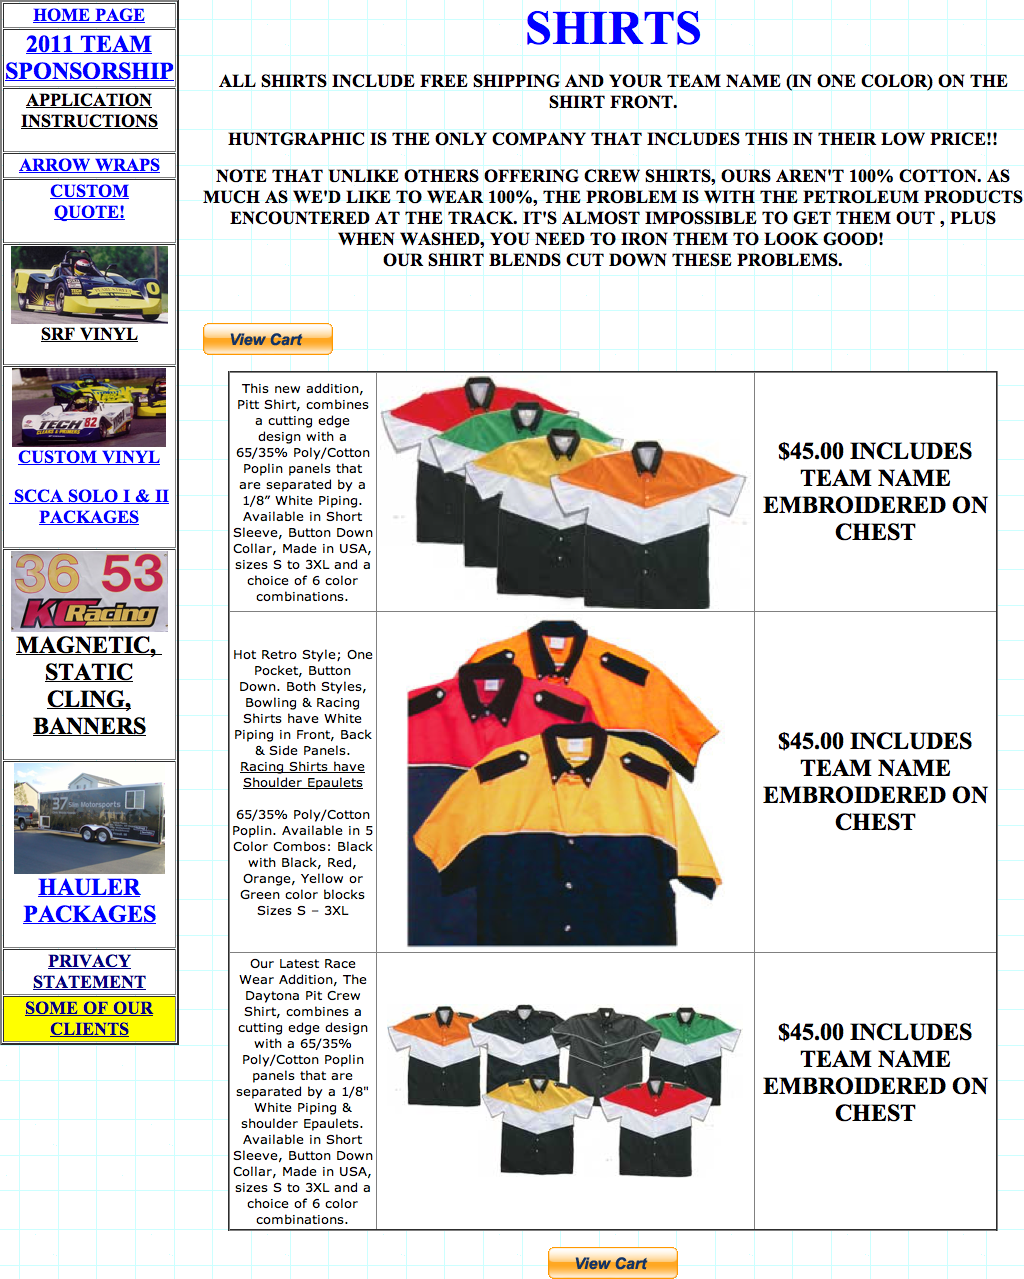 HOME PAGE
2011 TEAM
SPONSORSHIP
APPLICATION
INSTRUCTIONS
ARROW WRAPS
CUSTOM
QUOTE!
SRF VINYL
TECH 82
CUSTOM VINYL
SCCA SOLO I & II
PACKAGES
36 53
KC Racing
MAGNETIC,
STATIC
CLING,
BANNERS
37
HAULER
PACKAGES
PRIVACY
STATEMENT
SOME OF OUR
CLIENTS
SHIRTS
ALL SHIRTS INCLUDE FREE SHIPPING AND YOUR TEAM NAME (IN ONE COLOR) ON THE
SHIRT FRONT.
HUNTGRAPHIC IS THE ONLY COMPANY THAT INCLUDES THIS IN THEIR LOW PRICE!!
NOTE THAT UNLIKE OTHERS OFFERING CREW SHIRTS, OURS AREN'T 100% COTTON. AS
MUCH AS WE'D LIKE TO WEAR 100%, THE PROBLEM IS WITH THE PETROLEUM PRODUCTS
ENCOUNTERED AT THE TRACK. IT'S ALMOST IMPOSSIBLE TO GET THEM OUT , PLUS
WHEN WASHED, YOU NEED TO IRON THEM TO LOOK GOOD!
OUR SHIRT BLENDS CUT DOWN THESE PROBLEMS.
View Cart
This new addition,
Pitt Shirt, combines
a cutting edge
design with a
65/35% Poly/Cotton
Poplin panels that
are separated by a
1/8” White Piping.
Available in Short
Sleeve, Button Down
Collar, Made in USA,
sizes S to 3XL and a
choice of 6 color
combinations.
$45.00 INCLUDES
TEAM NAME
EMBROIDERED ON
CHEST
Hot Retro Style; One
Pocket, Button
Down. Both Styles,
Bowling & Racing
Shirts have White
Piping in Front, Back
& Side Panels.
Racing Shirts have
Shoulder Epaulets
65/35% Poly/Cotton
Poplin. Available in 5
Color Combos: Black
with Black, Red,
Orange, Yellow or
Green color blocks
Sizes S – 3XL
$45.00 INCLUDES
TEAM NAME
EMBROIDERED ON
CHEST
Our Latest Race
Wear Addition, The
Daytona Pit Crew
Shirt, combines a
cutting edge design
with a 65/35%
Poly/Cotton Poplin
panels that are
separated by a 1/8"
White Piping &
shoulder Epaulets.
Available in Short
Sleeve, Button Down
Collar, Made in USA,
sizes S to 3XL and a
choice of 6 color
combinations.
$45.00 INCLUDES
TEAM NAME
EMBROIDERED ON
CHEST
View Cart